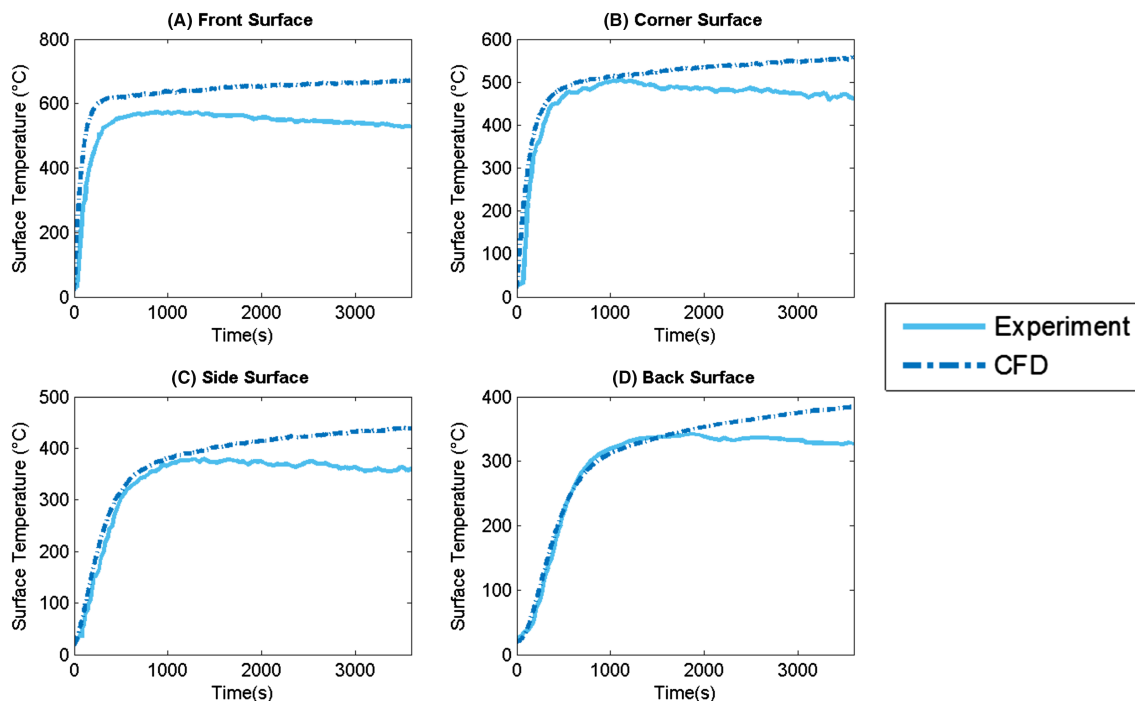 (A) Front Surface
800
600
400
200
0
Surface Temperature (°C)
0 1000 2000 3000
Time(s)
(B) Corner Surface
600
500
400
300
200
100
0
Surface Temperature (°C)
0 1000 2000 3000
Time(s)
Experiment
CFD
(C) Side Surface
500
400
300
200
100
0
Surface Temperature (°C)
0 1000 2000 3000
Time(s)
(D) Back Surface
400
300
200
100
0
Surface Temperature (°C)
0 1000 2000 3000
Time(s)